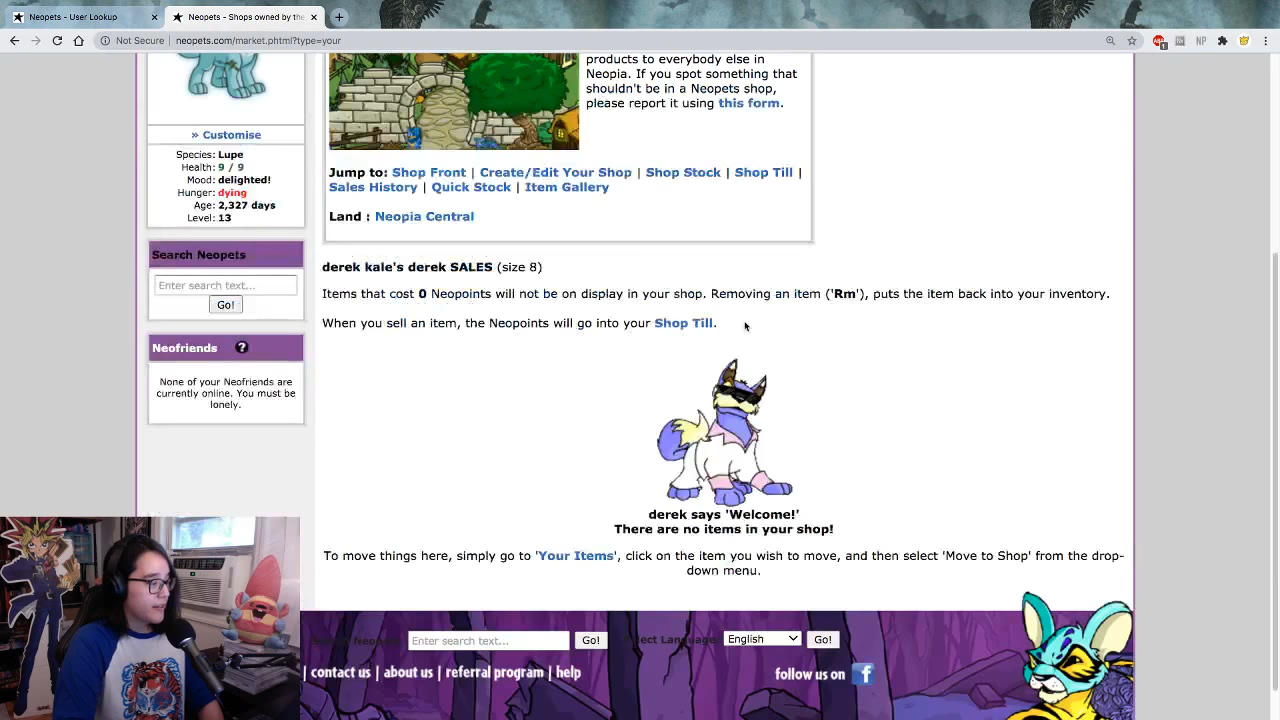 Neopets - User Lookup
Neopets - Shops owned by the
Not Secure | neopets.com/market.phtml?type=your
products to everybody else in
Neopia. If you spot something that
shouldn't be in a Neopets shop,
please report it using this form.
» Customise
Species: Lupe
Health: 9 / 9
Mood: delighted!
Hunger: dying
Age: 2,327 days
Level: 13
Jump to: Shop Front | Create/Edit Your Shop | Shop Stock | Shop Till |
Sales History | Quick Stock | Item Gallery
Land : Neopia Central
Search Neopets
Enter search text...
Go!
Neofriends ?
None of your Neofriends are
currently online. You must be
lonely.
derek kale's derek SALES (size 8)
Items that cost 0 Neopoints will not be on display in your shop. Removing an item ('Rm'), puts the item back into your inventory.
When you sell an item, the Neopoints will go into your Shop Till.
derek says 'Welcome!'
There are no items in your shop!
To move things here, simply go to 'Your Items', click on the item you wish to move, and then select 'Move to Shop' from the drop-
down menu.
Enter search text... Go! Select Language: English Go!
| contact us | about us | referral program | help
follow us on f